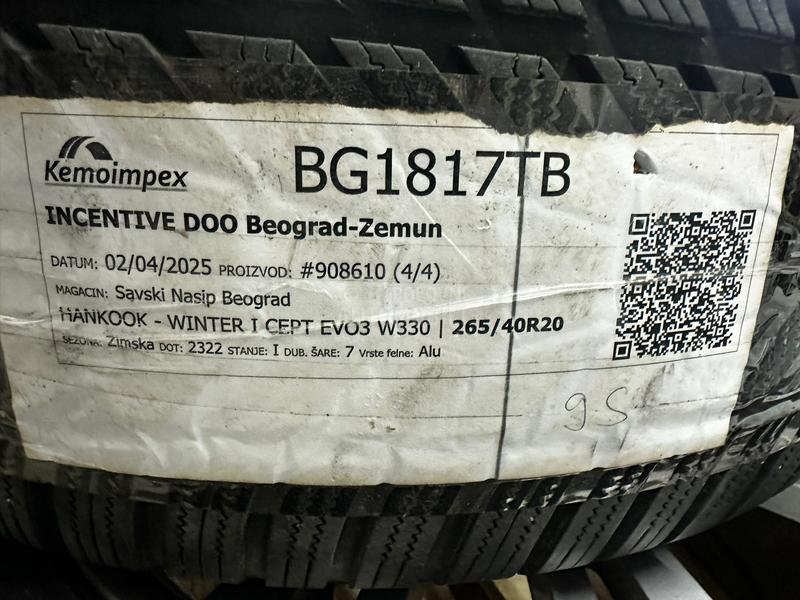 Kemoimpex
BG1817TB
INCENTIVE DOO Beograd-Zemun
DATUM: 02/04/2025 PROIZVOD: #908610 (4/4)
MAGACIN: Savski Nasip Beograd
HANKOOK - WINTER I CEPT EVO3 W330 | 265/40R20
SEZONA: Zimska DOT: 2322 STANJE: I DUB. ŠARE: 7 Vrste felne: Alu